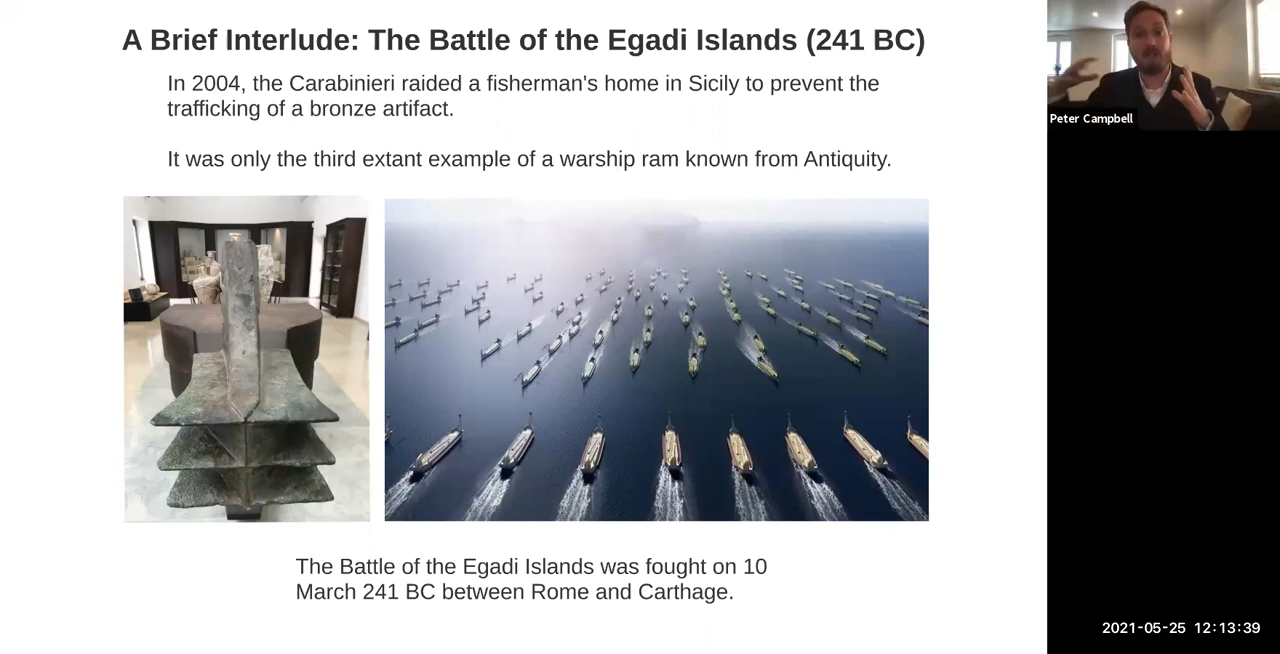 A Brief Interlude: The Battle of the Egadi Islands (241 BC)
In 2004, the Carabinieri raided a fisherman's home in Sicily to prevent the
trafficking of a bronze artifact.
It was only the third extant example of a warship ram known from Antiquity.
Peter Campbell
The Battle of the Egadi Islands was fought on 10
March 241 BC between Rome and Carthage.
2021-05-25 12:13:39